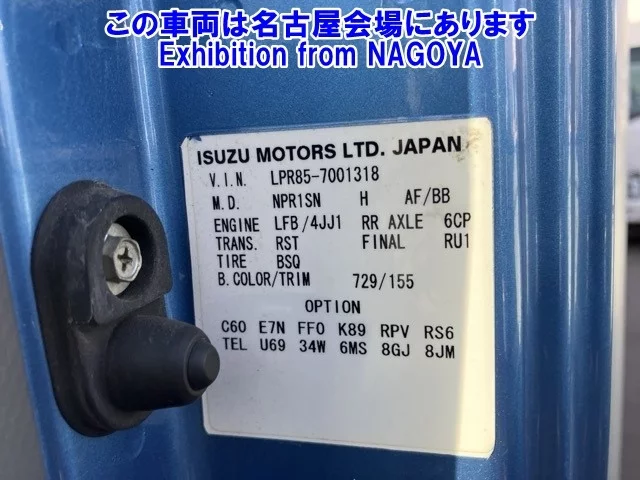 この車両は名古屋会場にあります
Exhibition from NAGOYA
ISUZU MOTORS LTD. JAPAN
V.I.N. LPR85-7001318
M.D. NPR1SN H AF/BB
ENGINE LFB/4JJ1 RR AXLE 6CP
TRANS. RST FINAL RU1
TIRE BSQ
B.COLOR/TRIM 729/155
OPTION
C60 E7N FFO K89 RPV RS6
TEL U69 34W 6MS 8GJ 8JM